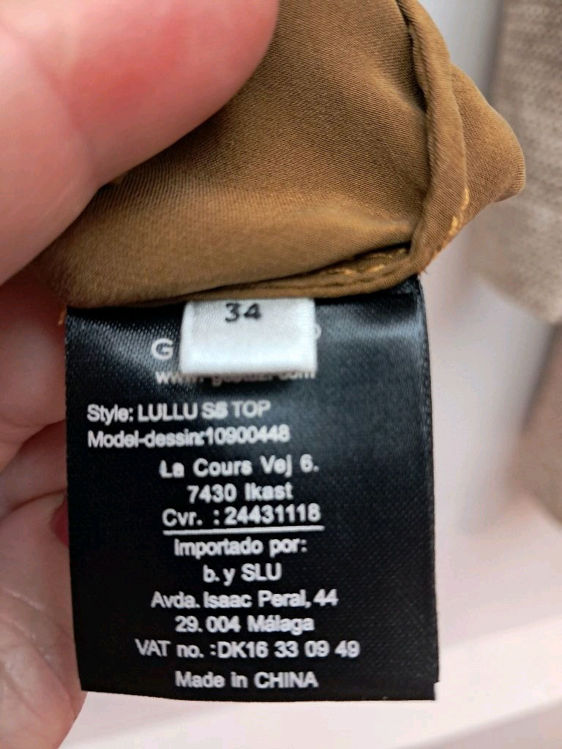 34
G
Style: LULLU SS TOP
Model-dessin:10900448
La Cours Vej 6.
7430 Ikast
Cvr. :24431118
Importado por:
b.y SLU
Avda. Isaac Peral, 44
29.004 Málaga
VAT no. :DK16 33 09 49
Made in CHINA